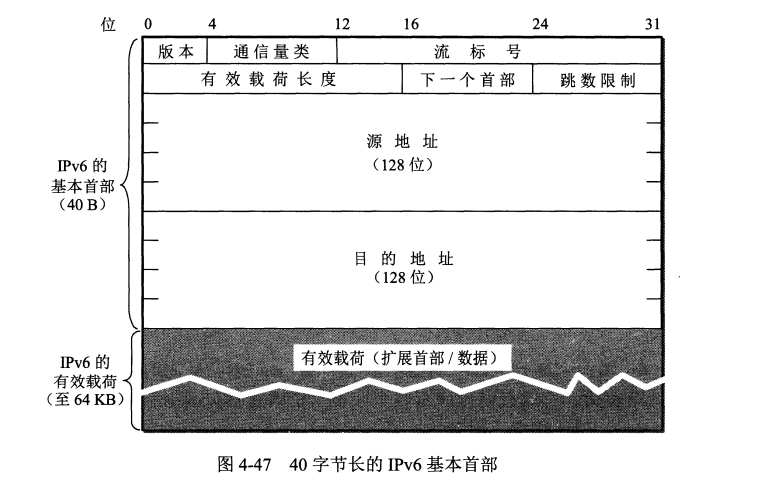 位 0 4 12 16 24 31
版本 通信量类 流标号
有效载荷长度 下一个首部 跳数限制
源地址
（128 位）
IPv6 的
基本首部
（40 B）
目的地址
（128 位）
IPv6 的
有效载荷
（至 64 KB）
有效载荷（扩展首部 / 数据）
图 4-47 40 字节长的 IPv6 基本首部